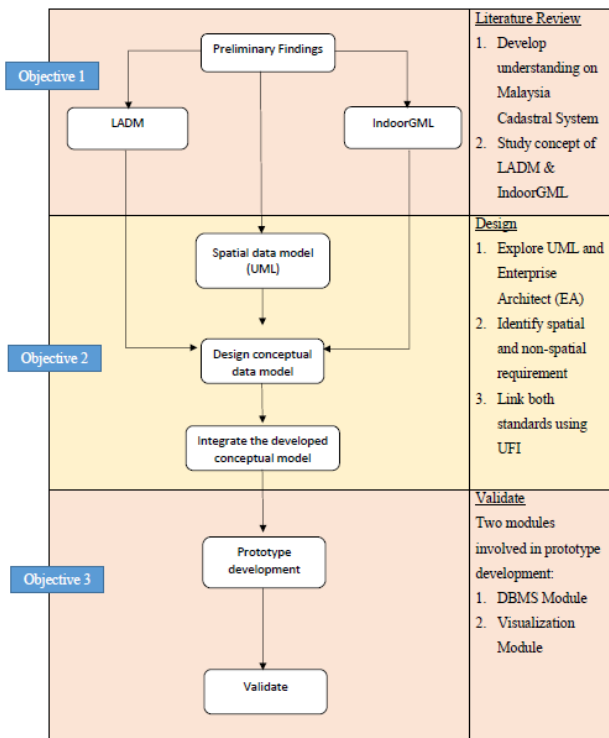 Objective 1
Preliminary Findings
LADM
IndoorGML
Literature Review
1. Develop
understanding on
Malaysia
Cadastral System
2. Study concept of
LADM &
IndoorGML
Objective 2
Spatial data model
(UML)
Design conceptual
data model
Integrate the developed
conceptual model
Design
1. Explore UML and
Enterprise
Architect (EA)
2. Identify spatial
and non-spatial
requirement
3. Link both
standards using
UFI
Objective 3
Prototype
development
Validate
Validate
Two modules
involved in prototype
development:
1. DBMS Module
2. Visualization
Module